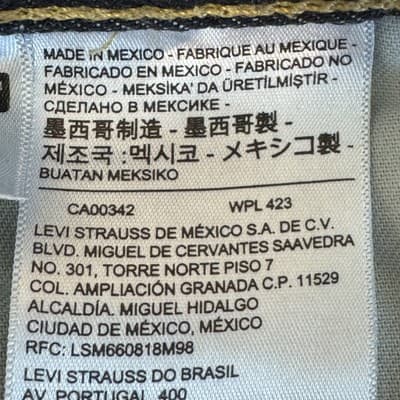 MADE IN MEXICO - FABRIQUE AU MEXIQUE -
FABRICADO EN MEXICO - FABRICADO NO
MÉXICO - MEKSİKA' DA ÜRETİLMİŞTİR -
СДЕЛАНО В МЕКСИКЕ -
墨西哥制造 - 墨西哥製 -
제조국 :멕시코 - メキシコ製 -
BUATAN MEKSIKO
CA00342 WPL 423
LEVI STRAUSS DE MÉXICO S.A. DE C.V.
BLVD. MIGUEL DE CERVANTES SAAVEDRA
NO. 301, TORRE NORTE PISO 7
COL. AMPLIACIÓN GRANADA C.P. 11529
ALCALDÍA. MIGUEL HIDALGO
CIUDAD DE MÉXICO, MÉXICO
RFC: LSM660818M98
LEVI STRAUSS DO BRASIL
AV. PORTUGAL, 400